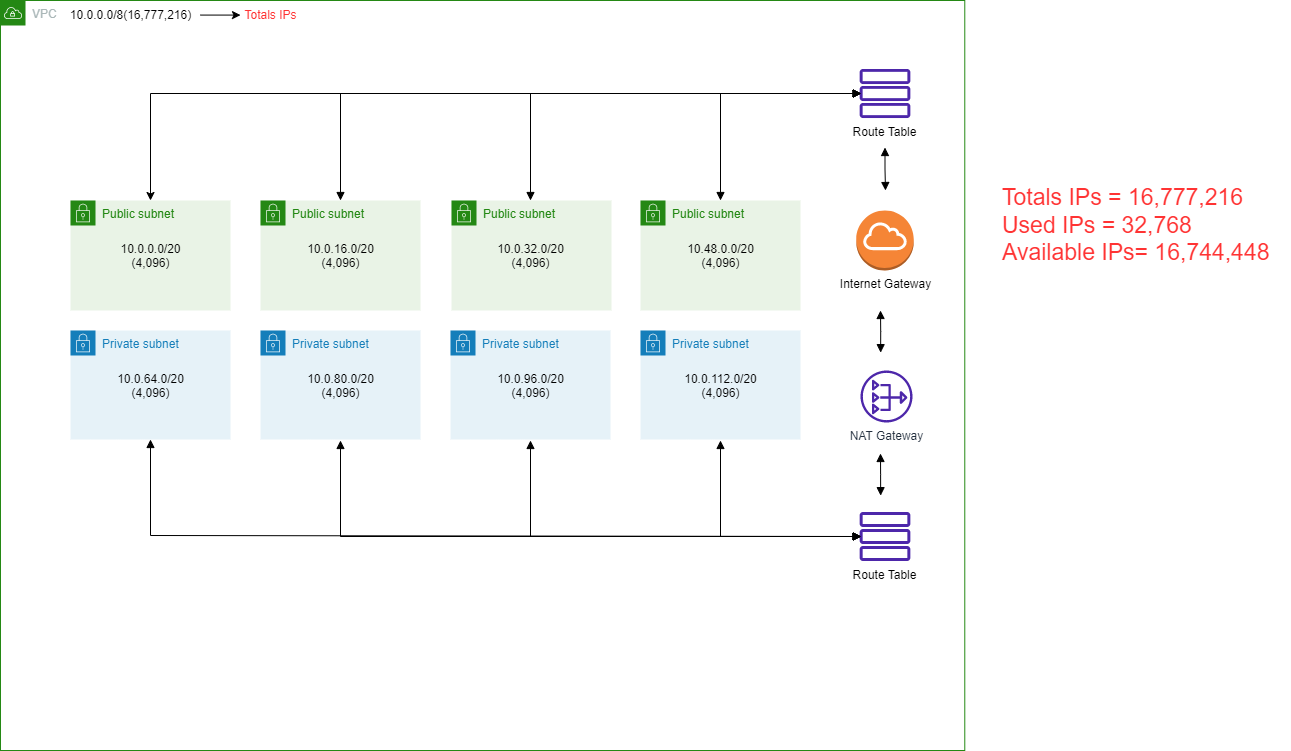 VPC
10.0.0.0/8(16,777,216)
Totals IPs
Route Table
Totals IPs = 16,777,216
Used IPs = 32,768
Available IPs= 16,744,448
Public subnet
10.0.0.0/20
(4,096)
Public subnet
10.0.16.0/20
(4,096)
Public subnet
10.0.32.0/20
(4,096)
Public subnet
10.48.0.0/20
(4,096)
Internet Gateway
Private subnet
10.0.64.0/20
(4,096)
Private subnet
10.0.80.0/20
(4,096)
Private subnet
10.0.96.0/20
(4,096)
Private subnet
10.0.112.0/20
(4,096)
NAT Gateway
Route Table